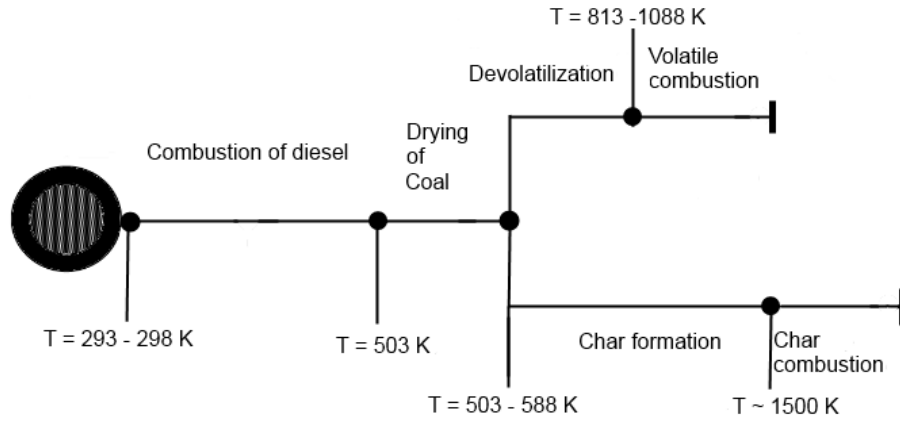 T = 813 -1088 K
Devolatilization
Volatile
combustion
Combustion of diesel
Drying
of
Coal
T = 293 - 298 K
T = 503 K
Char formation
Char
combustion
T = 503 - 588 K
T ~ 1500 K